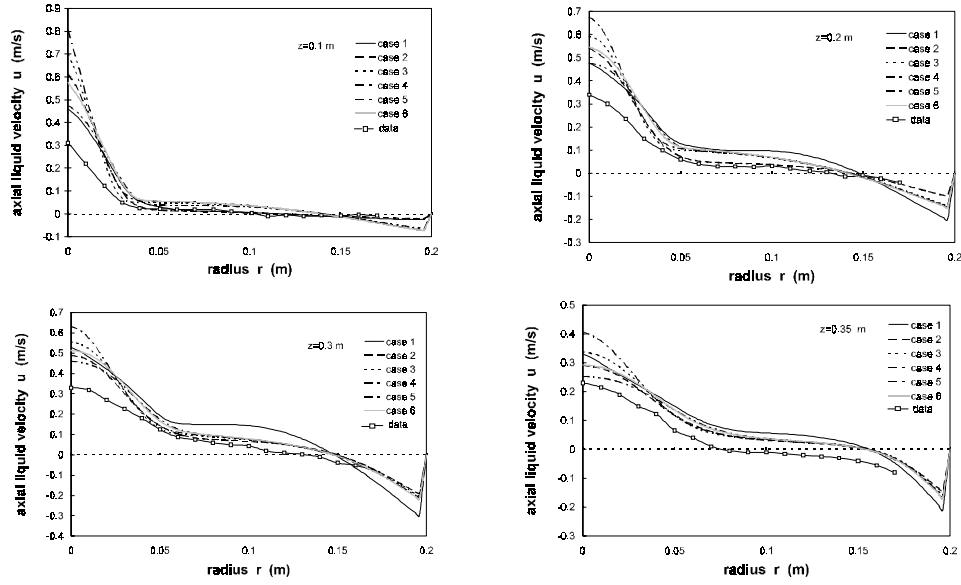 axial liquid velocity u (m/s)
0.9
0.8
0.7
0.6
0.5
0.4
0.3
0.2
0.1
0
-0.1
0
0.05
0.1
0.15
0.2
radius r (m)
z=0.1 m
case 1
case 2
case 3
case 4
case 5
case 6
data
axial liquid velocity u (m/s)
0.7
0.6
0.5
0.4
0.3
0.2
0.1
0
-0.1
-0.2
-0.3
0
0.05
0.1
0.15
0.2
radius r (m)
z=0.2 m
case 1
case 2
case 3
case 4
case 5
case 6
data
axial liquid velocity u (m/s)
0.7
0.6
0.5
0.4
0.3
0.2
0.1
0
-0.1
-0.2
-0.3
-0.4
0
0.05
0.1
0.15
0.2
radius r (m)
z=0.3 m
case 1
case 2
case 3
case 4
case 5
case 6
data
axial liquid velocity u (m/s)
0.5
0.4
0.3
0.2
0.1
0
-0.1
-0.2
-0.3
0
0.05
0.1
0.15
0.2
radius r (m)
z=0.35 m
case 1
case 2
case 3
case 4
case 5
case 6
data